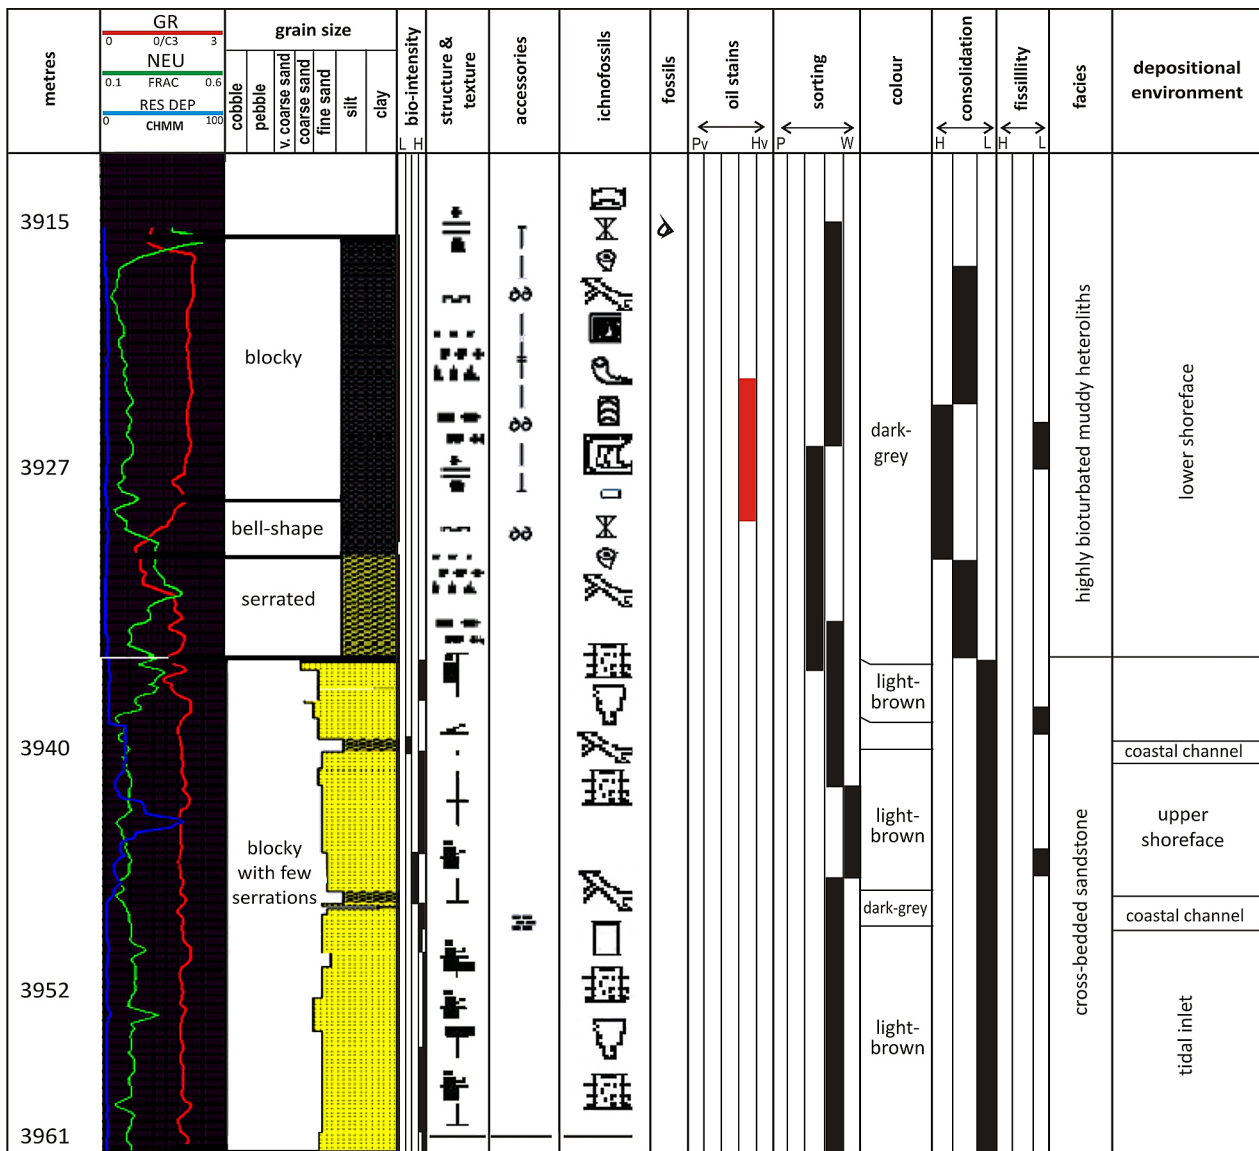 metres
GR
0 0/C3 3
NEU
0.1 FRAC 0.6
RES DEP
0 CHMM 100
grain size
cobble
pebble
v. coarse sand
coarse sand
fine sand
silt
clay
bio-intensity
L H
structure &
texture
accessories
ichnofossils
fossils
oil stains
Pv Hv
sorting
P W
colour
consolidation
H L
fissillity
H L
facies
depositional
environment
3915
3927
3940
3952
3961
blocky
bell-shape
serrated
blocky
with few
serrations
dark-
grey
light-
brown
light-
brown
dark-grey
light-
brown
highly bioturbated muddy heteroliths
cross-bedded sandstone
lower shoreface
coastal channel
upper
shoreface
coastal channel
tidal inlet